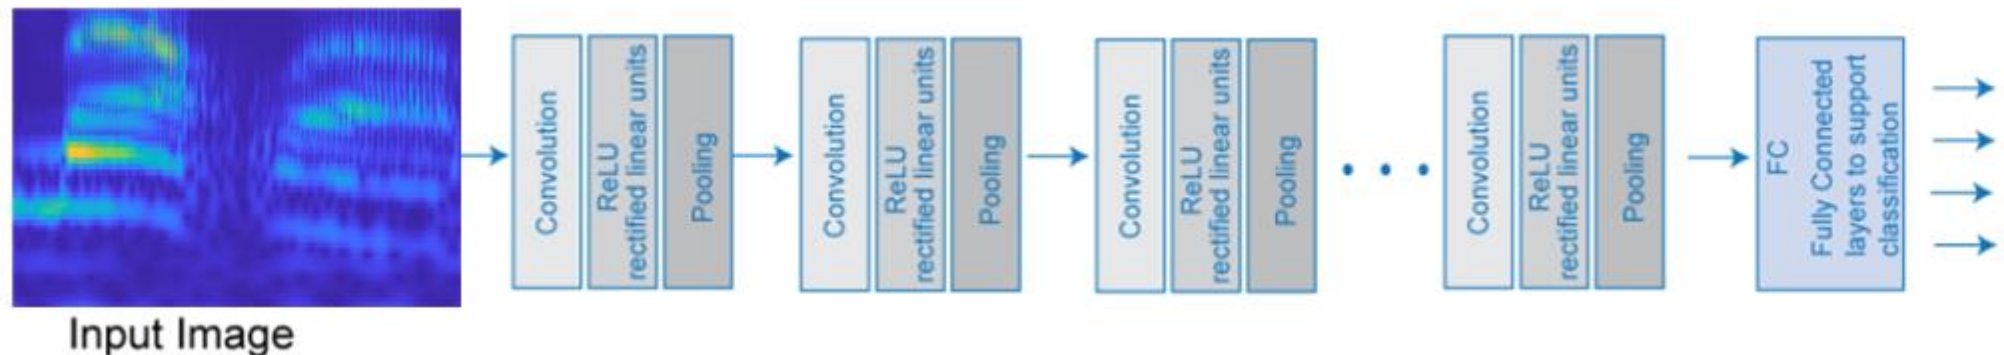 Convolution
ReLU
rectified linear units
Pooling
Convolution
ReLU
rectified linear units
Pooling
Convolution
ReLU
rectified linear units
Pooling
. . .
Convolution
ReLU
rectified linear units
Pooling
FC
Fully Connected
layers to support
classification
Input Image